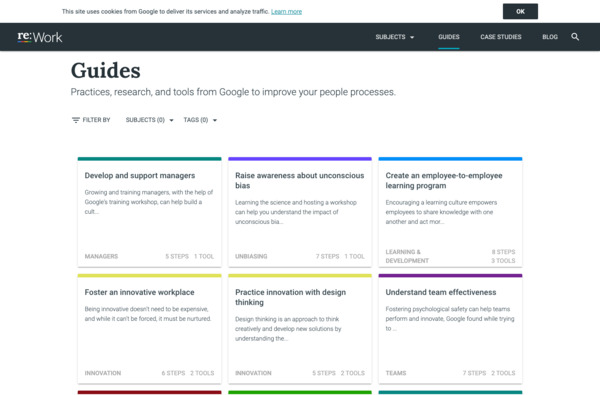 This site uses cookies from Google to deliver its services and analyze traffic. Learn more
OK
re:Work
SUBJECTS
GUIDES
CASE STUDIES
BLOG
Guides
Practices, research, and tools from Google to improve your people processes.
FILTER BY
SUBJECTS (0)
TAGS (0)
Develop and support managers
Growing and training managers, with the help of
Google's training workshop, can help build a
cult...
MANAGERS
5 STEPS 1 TOOL
Raise awareness about unconscious
bias
Learning the science and hosting a workshop
can help you understand the impact of
unconscious bia...
UNBIASING
7 STEPS 1 TOOL
Create an employee-to-employee
learning program
Encouraging a learning culture empowers
employees to share knowledge with one
another and act mor...
LEARNING &
DEVELOPMENT
8 STEPS
3 TOOLS
Foster an innovative workplace
Being innovative doesn't need to be expensive,
and while it can't be forced, it must be nurtured.
INNOVATION
6 STEPS 2 TOOLS
Practice innovation with design
thinking
Design thinking is an approach to think
creatively and develop new solutions by
understanding the...
INNOVATION
5 STEPS 2 TOOLS
Understand team effectiveness
Fostering psychological safety can help teams
perform and innovate, Google found while trying
to ...
TEAMS
7 STEPS 2 TOOLS